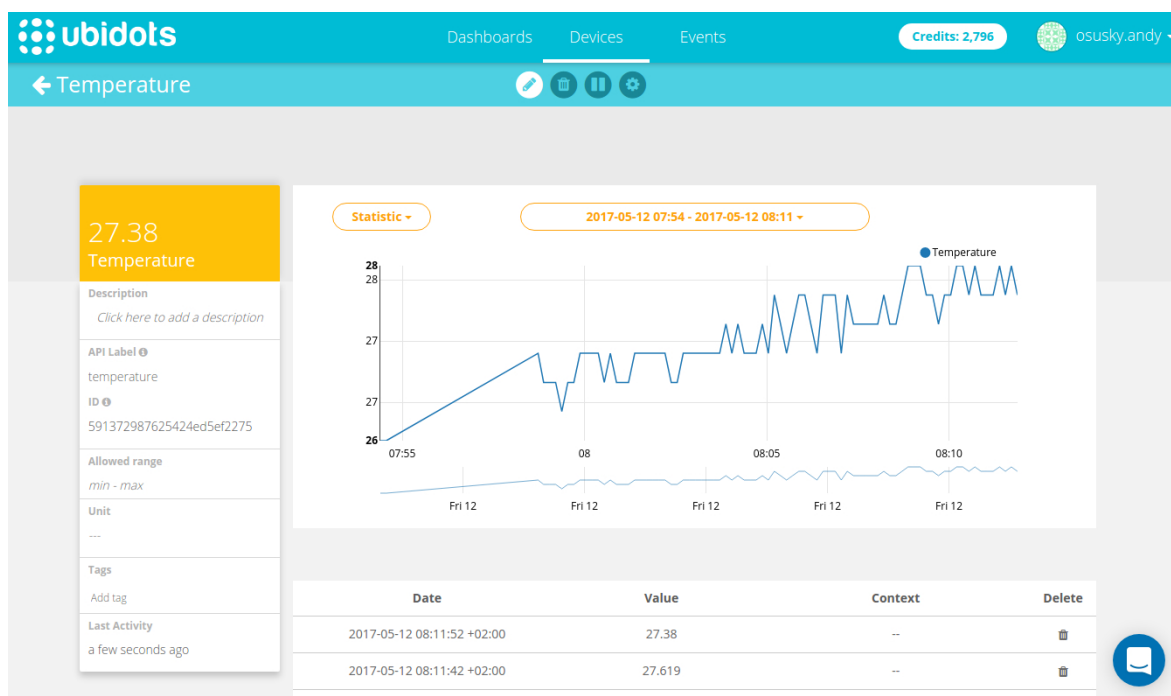 ubidots
Dashboards Devices Events
Credits: 2,796
osusky.andy
Temperature
27.38
Temperature
Description
Click here to add a description
API Label
temperature
ID
591372987625424ed5ef2275
Allowed range
min - max
Unit
---
Tags
Add tag
Last Activity
a few seconds ago
Statistic
2017-05-12 07:54 - 2017-05-12 08:11
Temperature
28
28
27
27
26
07:55 08 08:05 08:10
Fri 12 Fri 12 Fri 12 Fri 12 Fri 12
Date Value Context Delete
2017-05-12 08:11:52 +02:00 27.38 --
2017-05-12 08:11:42 +02:00 27.619 --